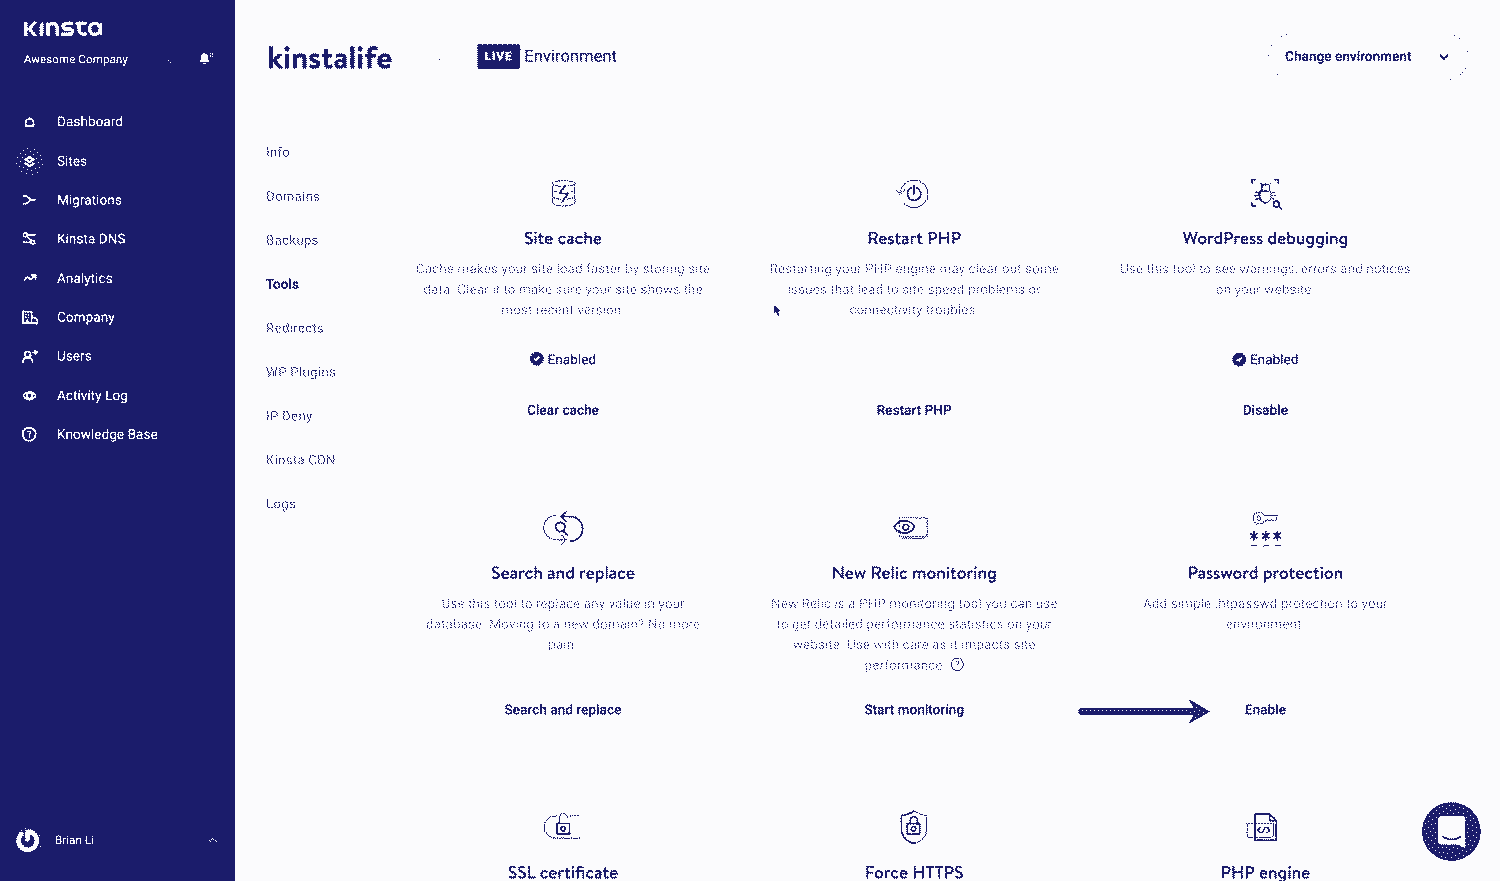 Kinsta
Awesome Company
Dashboard
Sites
Migrations
Kinsta DNS
Analytics
Company
Users
Activity Log
Knowledge Base
Brian Li
kinstalife
LIVE Environment
Change environment
Info
Domains
Backups
Tools
Redirects
WP Plugins
IP Deny
Kinsta CDN
Logs
Site cache
Cache makes your site load faster by storing site
data. Clear it to make sure your site shows the
most recent version.
Enabled
Clear cache
Restart PHP
Restarting your PHP engine may clear out some
issues that lead to site speed problems or
connectivity troubles.
Restart PHP
WordPress debugging
Use this tool to see warnings, errors and notices
on your website.
Enabled
Disable
Search and replace
Use this tool to replace any value in your
database. Moving to a new domain? No more
pain.
Search and replace
New Relic monitoring
New Relic is a PHP monitoring tool you can use
to get detailed performance statistics on your
website. Use with care as it impacts site
performance.
Start monitoring
Password protection
Add simple .htpasswd protection to your
environment.
Enable
SSL certificate
Force HTTPS
PHP engine